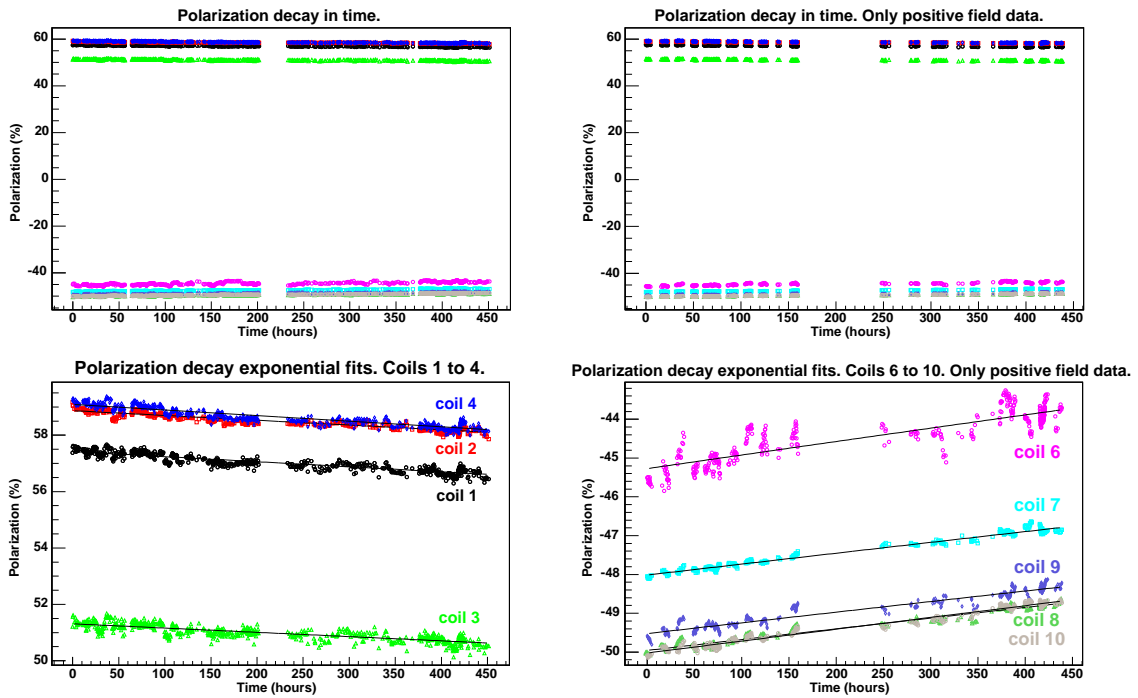 Polarization decay in time.
Polarization (%)
60
40
20
0
-20
-40
0 50 100 150 200 250 300 350 400 450
Time (hours)
Polarization decay in time. Only positive field data.
Polarization (%)
60
40
20
0
-20
-40
0 50 100 150 200 250 300 350 400 450
Time (hours)
Polarization decay exponential fits. Coils 1 to 4.
Polarization (%)
58
56
54
52
50
coil 4
coil 2
coil 1
coil 3
0 50 100 150 200 250 300 350 400 450
Time (hours)
Polarization decay exponential fits. Coils 6 to 10. Only positive field data.
Polarization (%)
-44
-45
-46
-47
-48
-49
-50
coil 6
coil 7
coil 9
coil 8
coil 10
0 50 100 150 200 250 300 350 400 450
Time (hours)